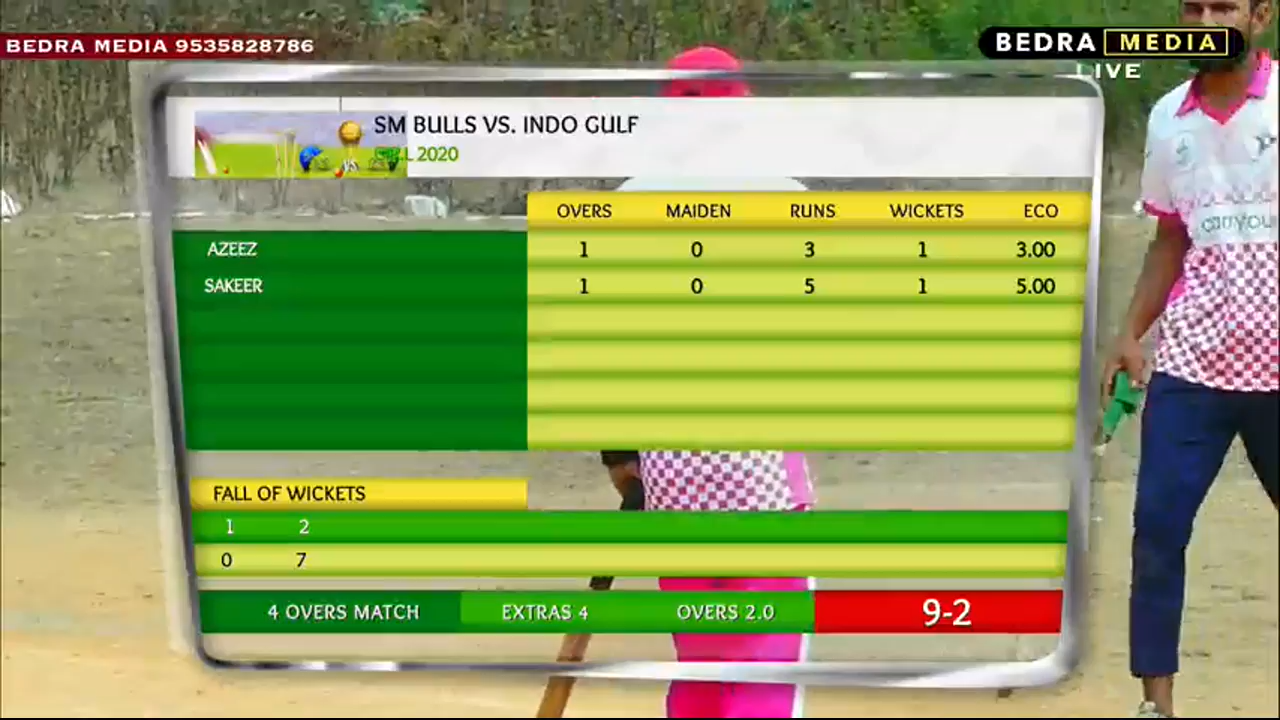 BEDRA MEDIA 9535828786
BEDRA MEDIA
LIVE
SM BULLS VS. INDO GULF
2020
VS
OVERS MAIDEN RUNS WICKETS ECO
AZEEZ 1 0 3 1 3.00
SAKEER 1 0 5 1 5.00
FALL OF WICKETS
1 2
0 7
4 OVERS MATCH EXTRAS 4 OVERS 2.0 9-2